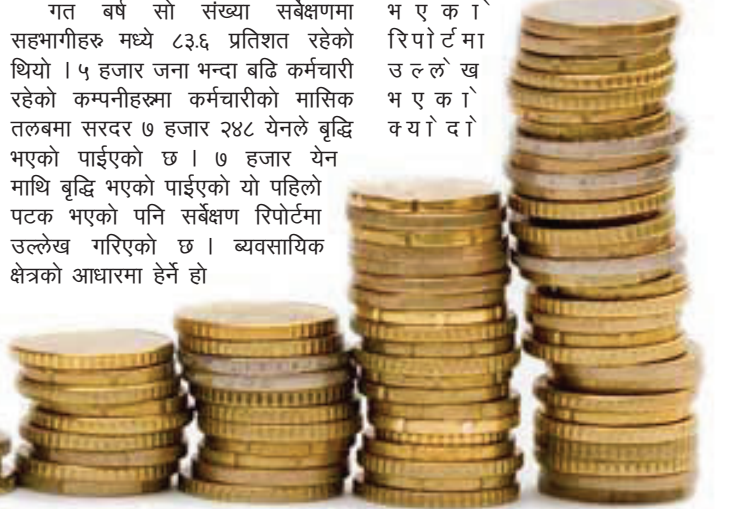 गत बर्ष सो संख्या सर्बेक्षणमा
सहभागीहरु मध्ये ८३.६ प्रतिशत रहेको
थियो । ५ हजार जना भन्दा बढि कर्मचारी
रहेको कम्पनीहरुमा कर्मचारीको मासिक
तलबमा सरदर ७ हजार २४८ येनले बृद्धि
भएको पाईएको छ । ७ हजार येन
माथि बृद्धि भएको पाईएको यो पहिलो
पटक भएको पनि सर्बेक्षण रिपोर्टमा
उल्लेख गरिएको छ । ब्यवसायिक
क्षेत्रको आधारमा हेर्ने हो
भएको
रिपोर्टमा
उल्लेख
भएको
क्योदो